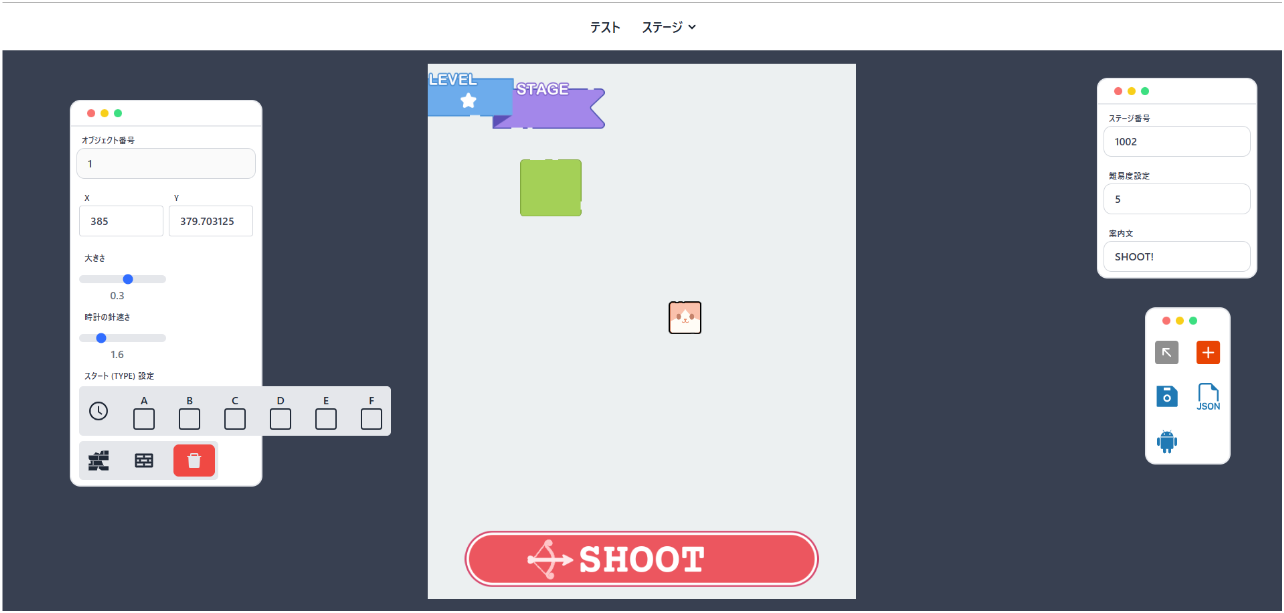 テスト ステージ
LEVEL
STAGE
オブジェクト番号
1
X Y
385 379.703125
大きさ
0.3
時計の針速さ
1.6
スタート (TYPE) 設定
A B C D E F
SHOOT
ステージ番号
1002
難易度設定
5
案内文
SHOOT!
JSON